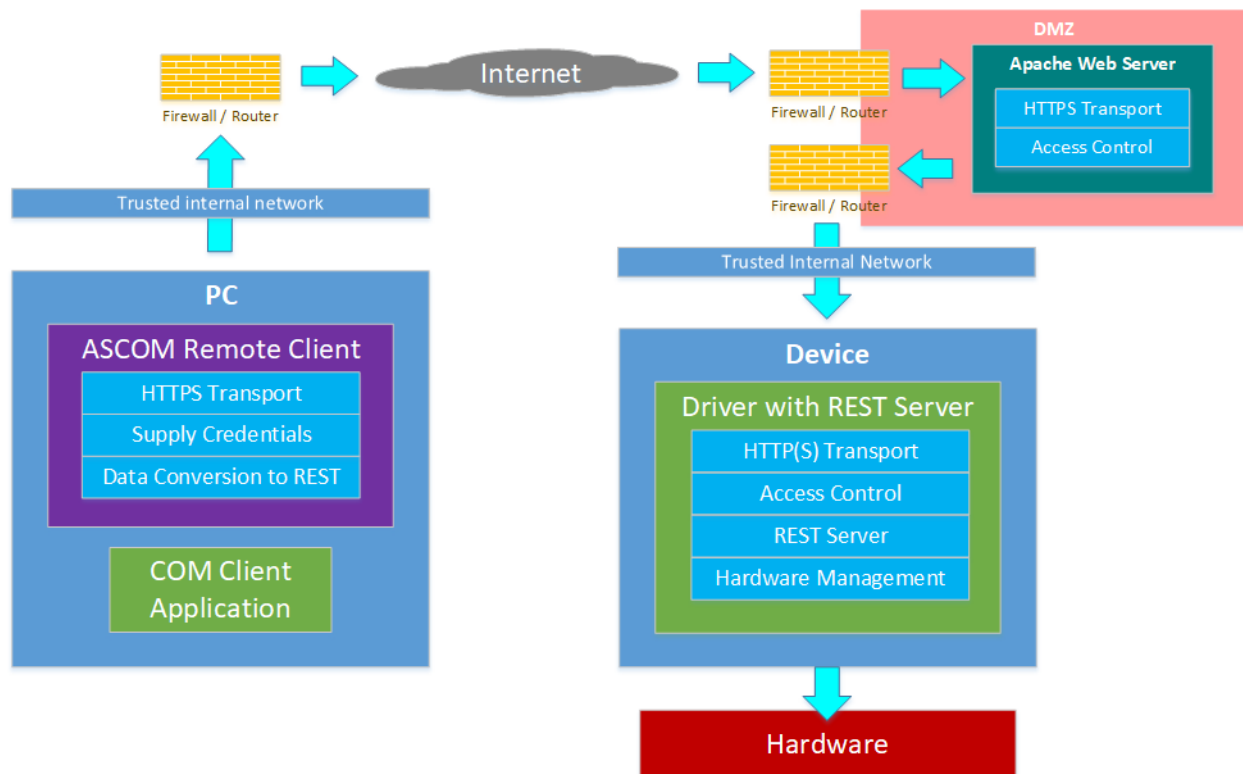 DMZ
Internet
Apache Web Server
HTTPS Transport
Access Control
Firewall / Router
Firewall / Router
Firewall / Router
Trusted internal network
Trusted Internal Network
PC
ASCOM Remote Client
HTTPS Transport
Supply Credentials
Data Conversion to REST
COM Client
Application
Device
Driver with REST Server
HTTP(S) Transport
Access Control
REST Server
Hardware Management
Hardware